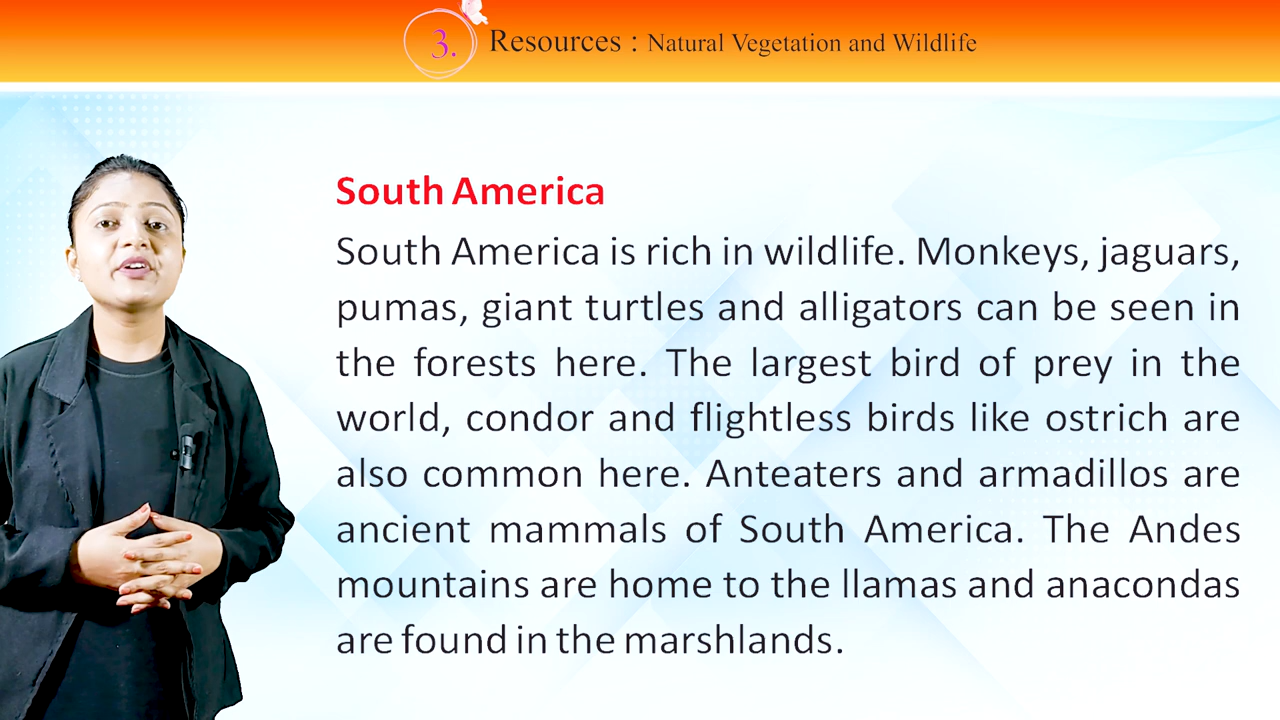 3. Resources : Natural Vegetation and Wildlife
South America
South America is rich in wildlife. Monkeys, jaguars,
pumas, giant turtles and alligators can be seen in
the forests here. The largest bird of prey in the
world, condor and flightless birds like ostrich are
also common here. Anteaters and armadillos are
ancient mammals of South America. The Andes
mountains are home to the llamas and anacondas
are found in the marshlands.